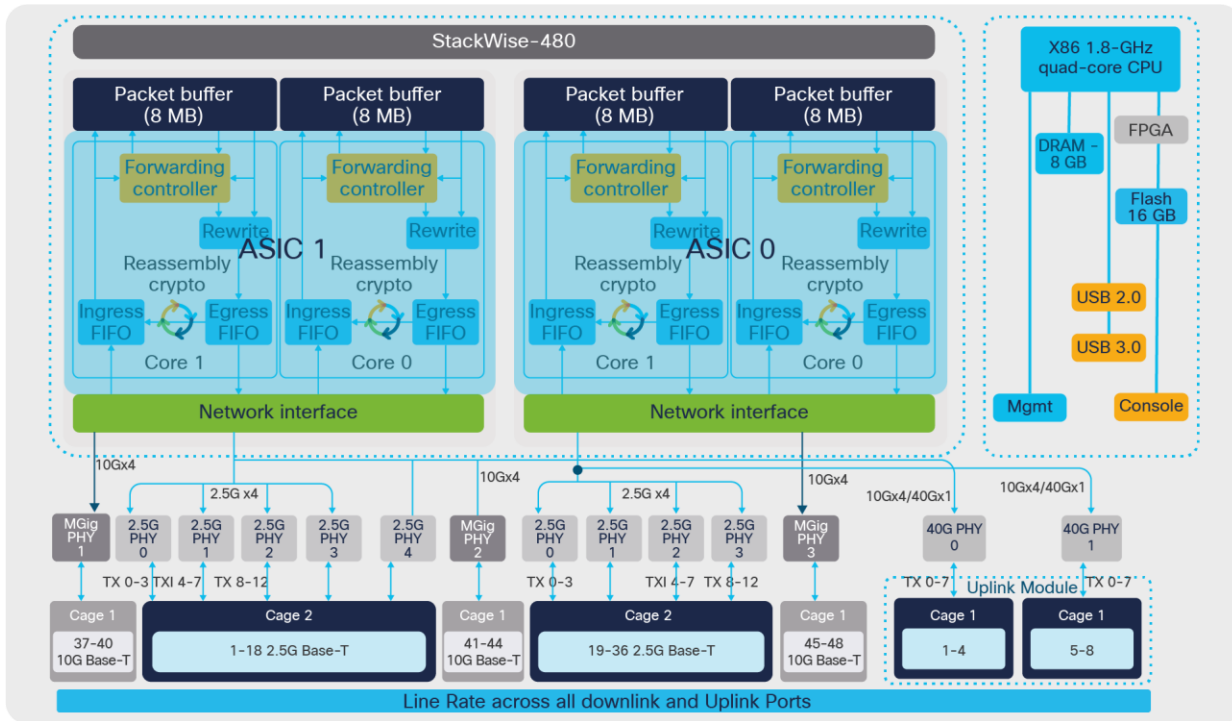 StackWise-480
Packet buffer
(8 MB)
Packet buffer
(8 MB)
Packet buffer
(8 MB)
Packet buffer
(8 MB)
Forwarding
controller
Forwarding
controller
Forwarding
controller
Forwarding
controller
Rewrite
Rewrite
Rewrite
Rewrite
ASIC 1
ASIC 0
Reassembly
crypto
Reassembly
crypto
Reassembly
crypto
Reassembly
crypto
Ingress
FIFO
Egress
FIFO
Ingress
FIFO
Egress
FIFO
Ingress
FIFO
Egress
FIFO
Ingress
FIFO
Egress
FIFO
Core 1
Core 0
Core 1
Core 0
Network interface
Network interface
X86 1.8-GHz
quad-core CPU
FPGA
DRAM -
8 GB
Flash
16 GB
USB 2.0
USB 3.0
Mgmt
Console
10Gx4
2.5G x4
10Gx4
2.5G x4
10Gx4
10Gx4/40Gx1
10Gx4/40Gx1
MGig
PHY
1
2.5G
PHY
0
2.5G
PHY
1
2.5G
PHY
2
2.5G
PHY
3
2.5G
PHY
4
MGig
PHY
2
2.5G
PHY
0
2.5G
PHY
1
2.5G
PHY
2
2.5G
PHY
3
MGig
PHY
3
40G PHY
0
40G PHY
1
TX 0-3
TXI 4-7
TX 8-12
TX 0-3
TXI 4-7
TX 8-12
TX 0-7
TX 0-7
Uplink Module
Cage 1
37-40
10G Base-T
Cage 2
1-18 2.5G Base-T
Cage 1
41-44
10G Base-T
Cage 2
19-36 2.5G Base-T
Cage 1
45-48
10G Base-T
Cage 1
1-4
Cage 1
5-8
Line Rate across all downlink and Uplink Ports